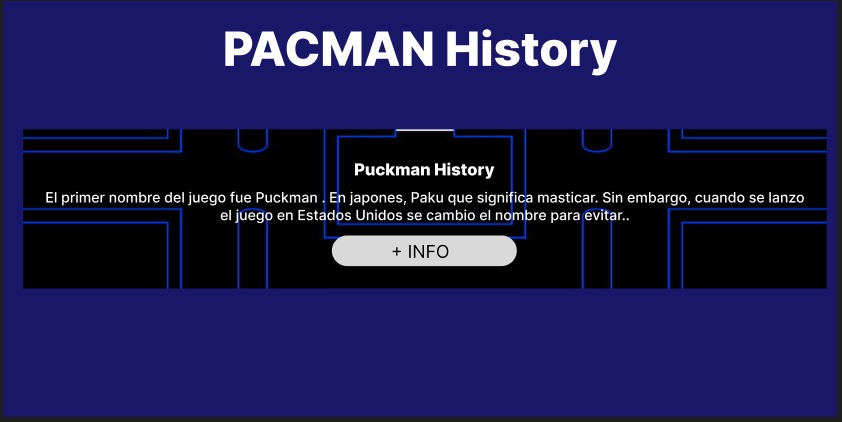 PACMAN History
Puckman History
El primer nombre del juego fue Puckman . En japones, Paku que significa masticar. Sin embargo, cuando se lanzo
el juego en Estados Unidos se cambio el nombre para evitar..
+ INFO